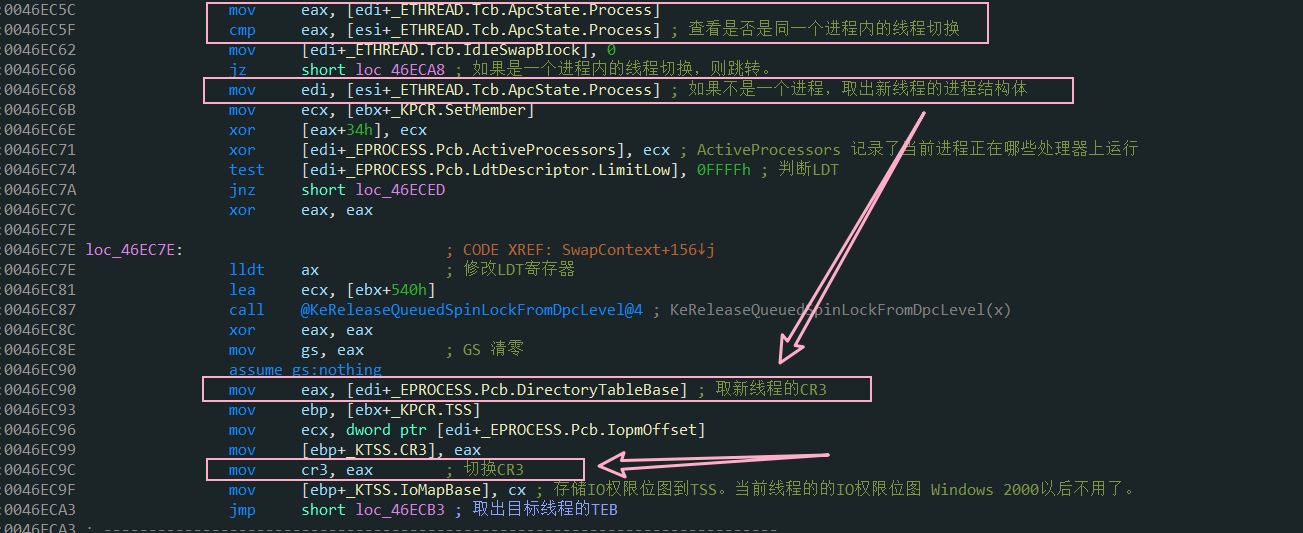 :0046EC5C mov eax, [edi+_ETHREAD.Tcb.ApcState.Process]
:0046EC5F cmp eax, [esi+_ETHREAD.Tcb.ApcState.Process] ; 查看是否是同一个进程内的线程切换
:0046EC62 mov [edi+_ETHREAD.Tcb.IdleSwapBlock], 0
:0046EC66 jz short loc_46ECA8 ; 如果是一个进程内的线程切换，则跳转。
:0046EC68 mov edi, [esi+_ETHREAD.Tcb.ApcState.Process] ; 如果不是一个进程，取出新线程的进程结构体
:0046EC6B mov ecx, [ebx+_KPCR.SetMember]
:0046EC6E xor [eax+34h], ecx
:0046EC71 xor [edi+_EPROCESS.Pcb.ActiveProcessors], ecx ; ActiveProcessors 记录了当前进程正在哪些处理器上运行
:0046EC74 test [edi+_EPROCESS.Pcb.LdtDescriptor.LimitLow], 0FFFFh ; 判断LDT
:0046EC7A jnz short loc_46ECED
:0046EC7C xor eax, eax
:0046EC7E
:0046EC7E loc_46EC7E: ; CODE XREF: SwapContext+156↓j
:0046EC7E lldt ax ; 修改LDT寄存器
:0046EC81 lea ecx, [ebx+540h]
:0046EC87 call @KeReleaseQueuedSpinLockFromDpcLevel@4 ; KeReleaseQueuedSpinLockFromDpcLevel(x)
:0046EC8C xor eax, eax
:0046EC8E mov gs, eax ; GS 清零
:0046EC90 assume gs:nothing
:0046EC90 mov eax, [edi+_EPROCESS.Pcb.DirectoryTableBase] ; 取新线程的CR3
:0046EC93 mov ebp, [ebx+_KPCR.TSS]
:0046EC96 mov ecx, dword ptr [edi+_EPROCESS.Pcb.IopmOffset]
:0046EC99 mov [ebp+_KTSS.CR3], eax
:0046EC9C mov cr3, eax ; 切换CR3
:0046EC9F mov [ebp+_KTSS.IoMapBase], cx ; 存储IO权限位图到TSS。当前线程的的IO权限位图 Windows 2000以后不用了。
:0046ECA3 jmp short loc_46ECB3 ; 取出目标线程的TEB
:0046ECA3 ; ---------------------------------------------------------------------------